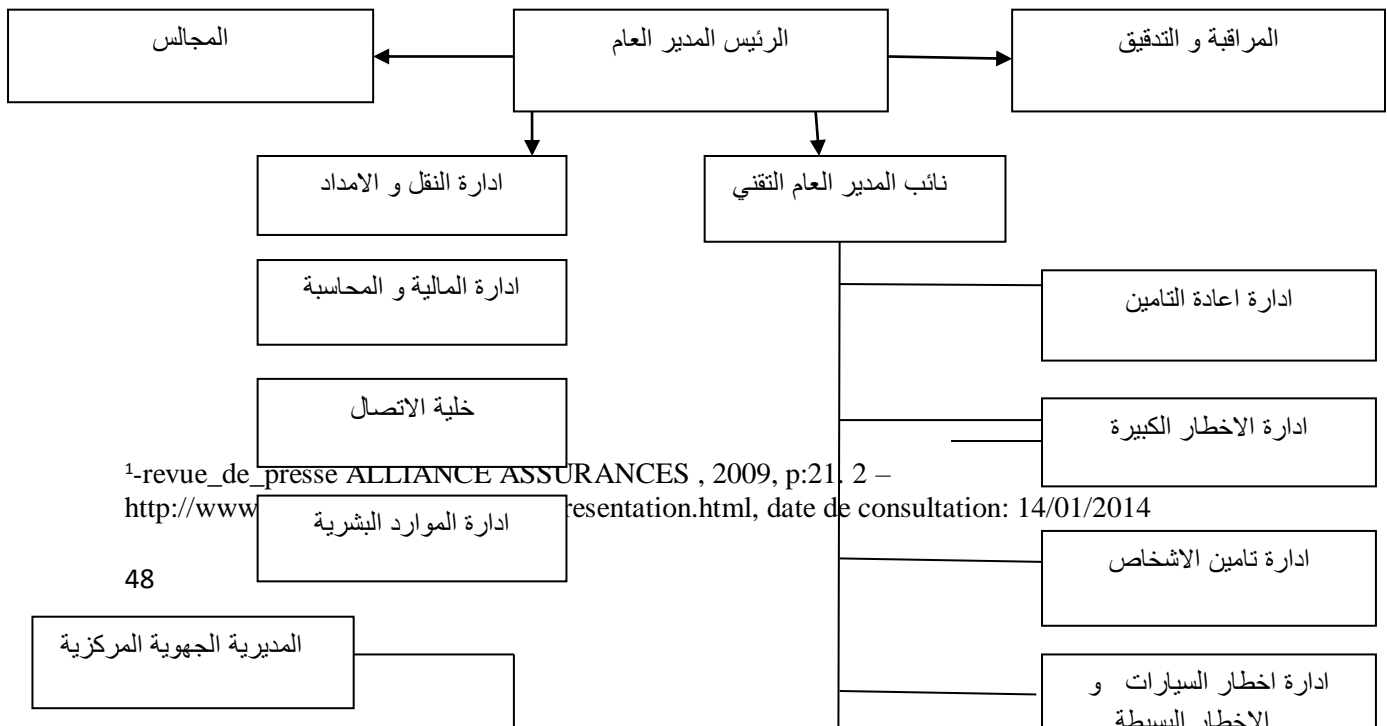 المجالس
الرئيس المدير العام
المراقبة و التدقيق
ادارة النقل و الامداد
نائب المدير العام التقني
ادارة المالية و المحاسبة
ادارة اعادة التامين
خلية الاتصال
ادارة الاخطار الكبيرة
¹-revue_de_presse ALLIANCE ASSURANCES , 2009, p:21. 2 –
http://www resentation.html, date de consultation: 14/01/2014
ادارة الموارد البشرية
ادارة تامين الاشخاص
48
المديرية الجهوية المركزية
ادارة اخطار السيارات و
الاخطار البسيطة